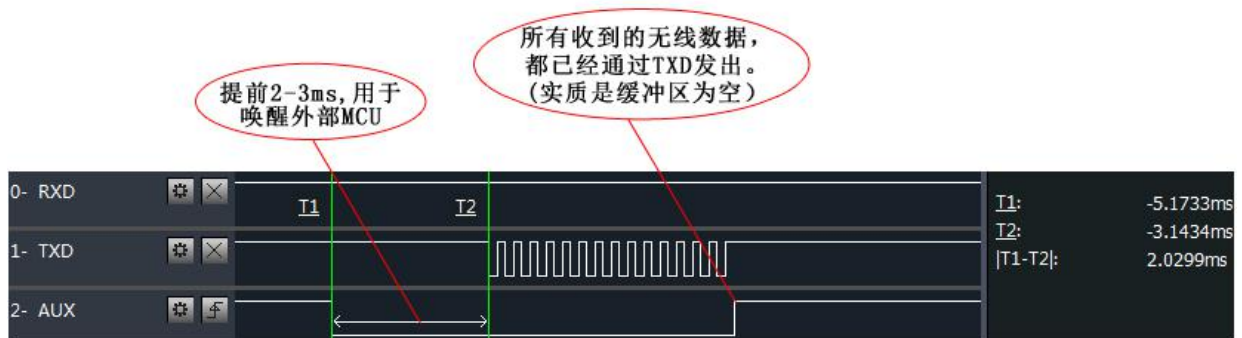 所有收到的无线数据，
都已经通过TXD发出。
(实质是缓冲区为空）
提前2-3ms,用于
唤醒外部MCU
0- RXD
T1
T2
1- TXD
2- AUX
T1: -5.1733ms
T2: -3.1434ms
|T1-T2|: 2.0299ms